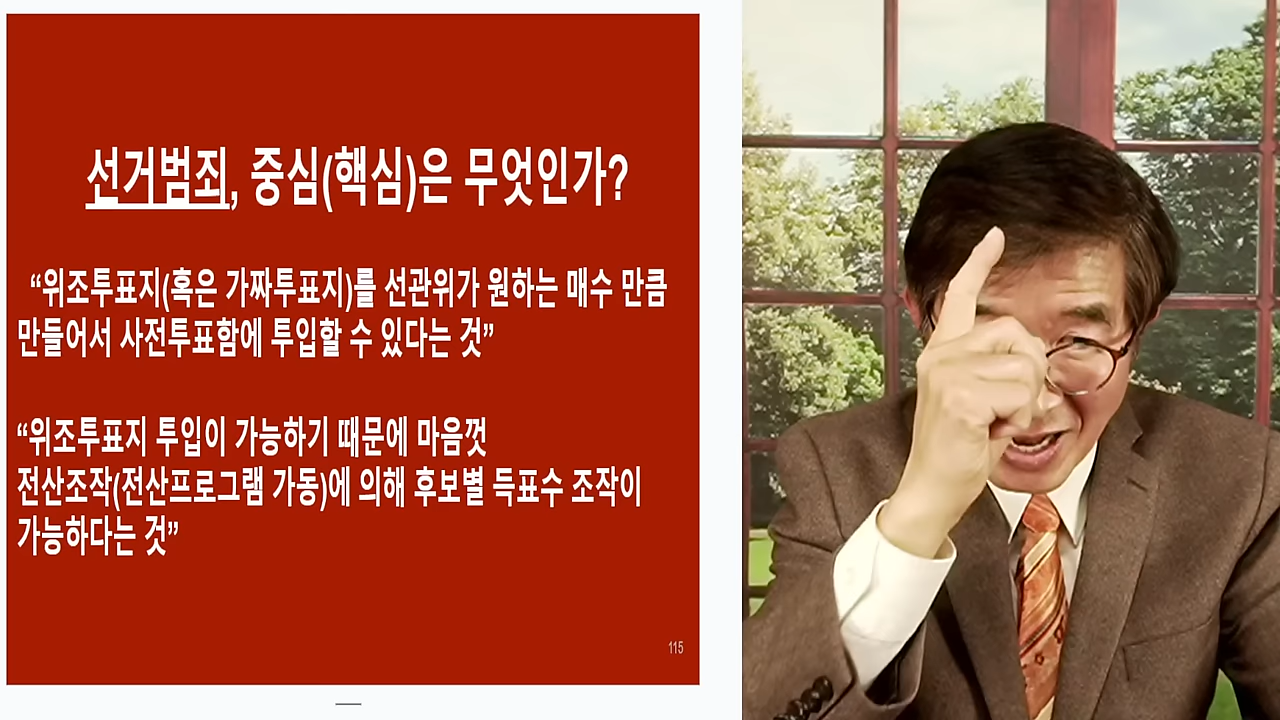 선거범죄, 중심(핵심)은 무엇인가?
“위조투표지(혹은 가짜투표지)를 선관위가 원하는 매수 만큼
만들어서 사전투표함에 투입할 수 있다는 것”
“위조투표지 투입이 가능하기 때문에 마음껏
전산조작(전산프로그램 가동)에 의해 후보별 득표수 조작이
가능하다는 것”
115